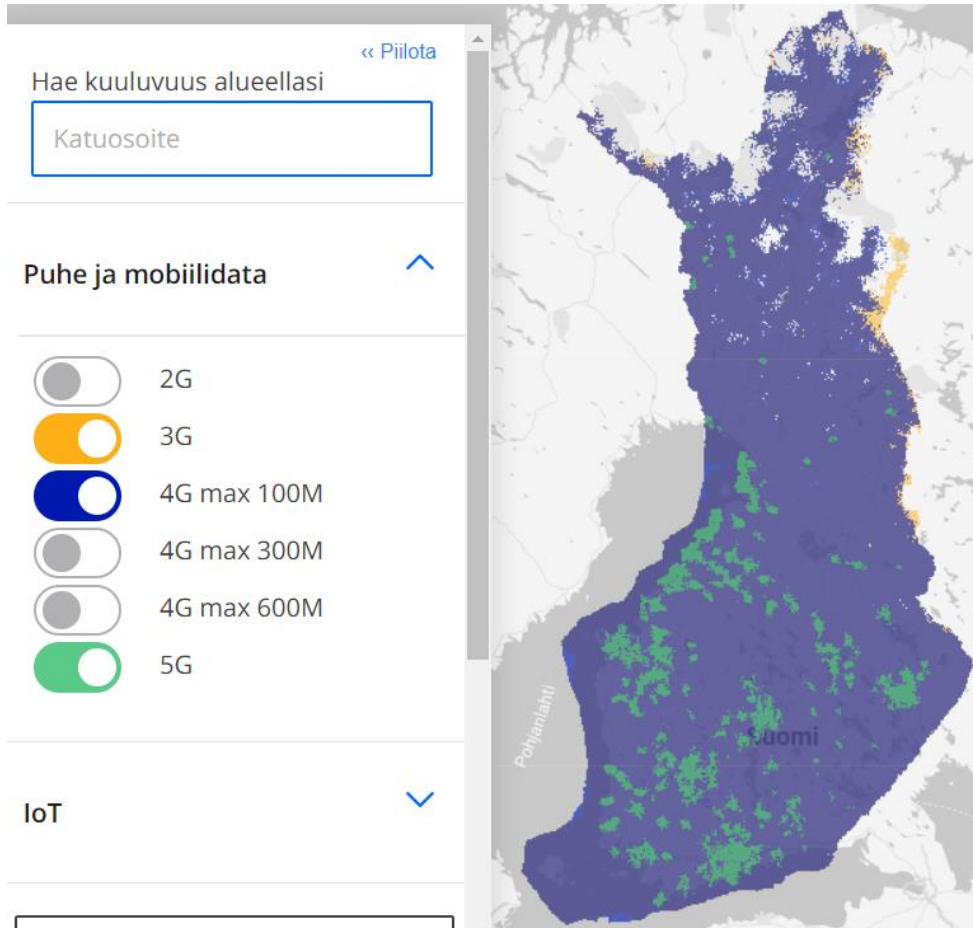 ‹‹ Piilota
Hae kuuluvuus alueellasi
Katuosoite
Puhe ja mobiilidata
2G
3G
4G max 100M
4G max 300M
4G max 600M
5G
IoT
Pohjanlahti
Suomi